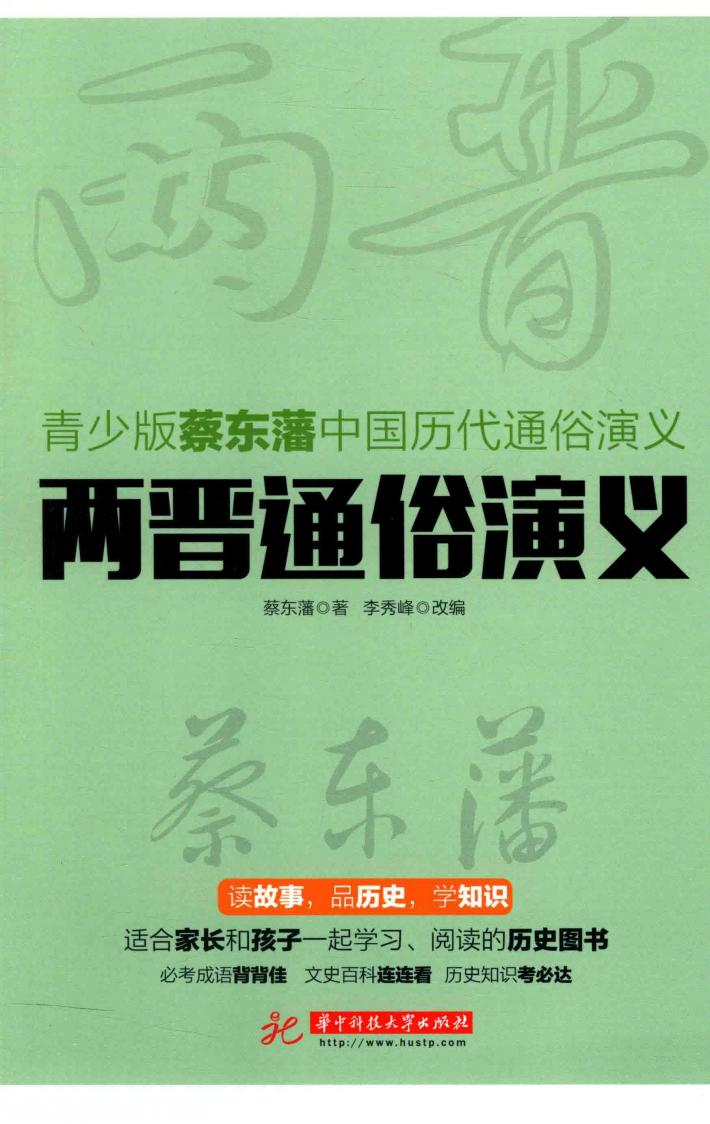 两晋
青少版蔡东藩中国历代通俗演义
两晋通俗演义
蔡东藩◎著 李秀峰◎改编
蔡东藩
读故事，品历史，学知识
适合家长和孩子一起学习、阅读的历史图书
必考成语背背佳 文史百科连连看 历史知识考必达
华中科技大学出版社
http://www.hustp.com